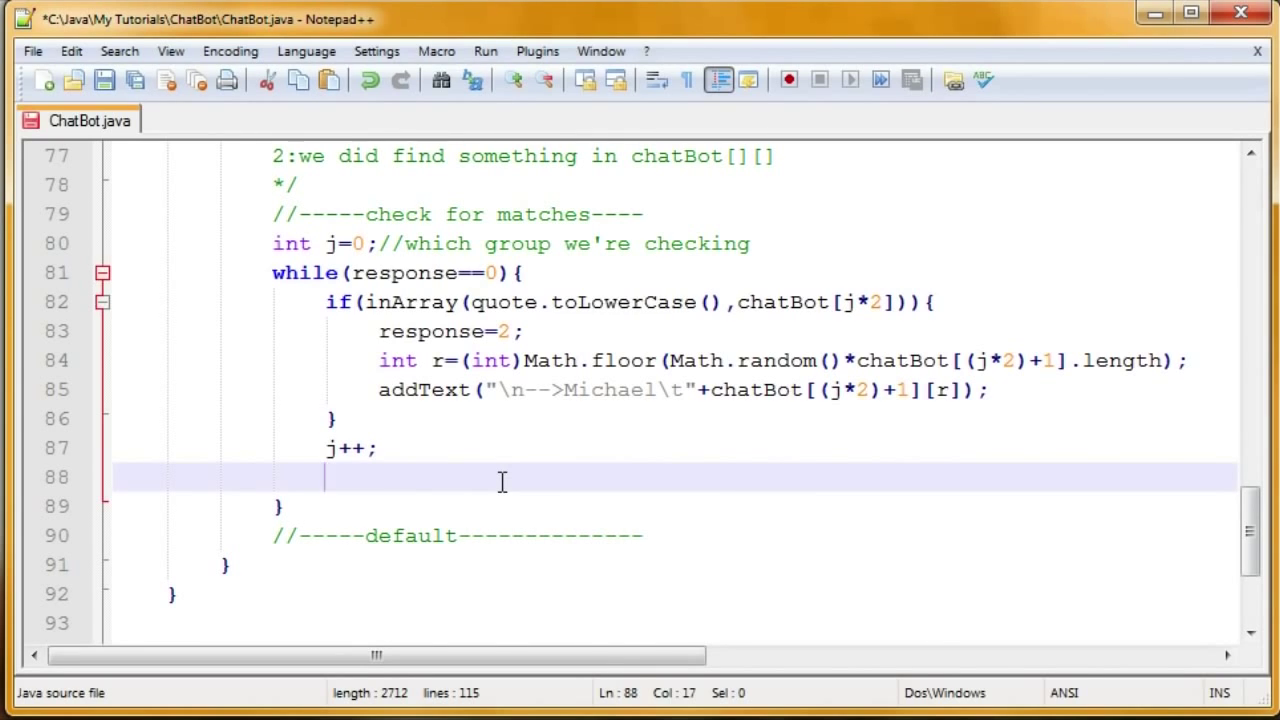 *C:\Java\My Tutorials\ChatBot\ChatBot.java - Notepad++
File Edit Search View Encoding Language Settings Macro Run Plugins Window ? X
ChatBot.java
77 2:we did find something in chatBot[][]
78 */
79 //-----check for matches----
80 int j=0;//which group we're checking
81 while(response==0){
82 if(inArray(quote.toLowerCase(),chatBot[j*2])){
83 response=2;
84 int r=(int)Math.floor(Math.random()*chatBot[(j*2)+1].length);
85 addText("\n-->Michael\t"+chatBot[(j*2)+1][r]);
86 }
87 j++;
88
89 }
90 //-----default--------------
91 }
92 }
93
Java source file length : 2712 lines : 115 Ln : 88 Col : 17 Sel : 0 Dos\Windows ANSI INS